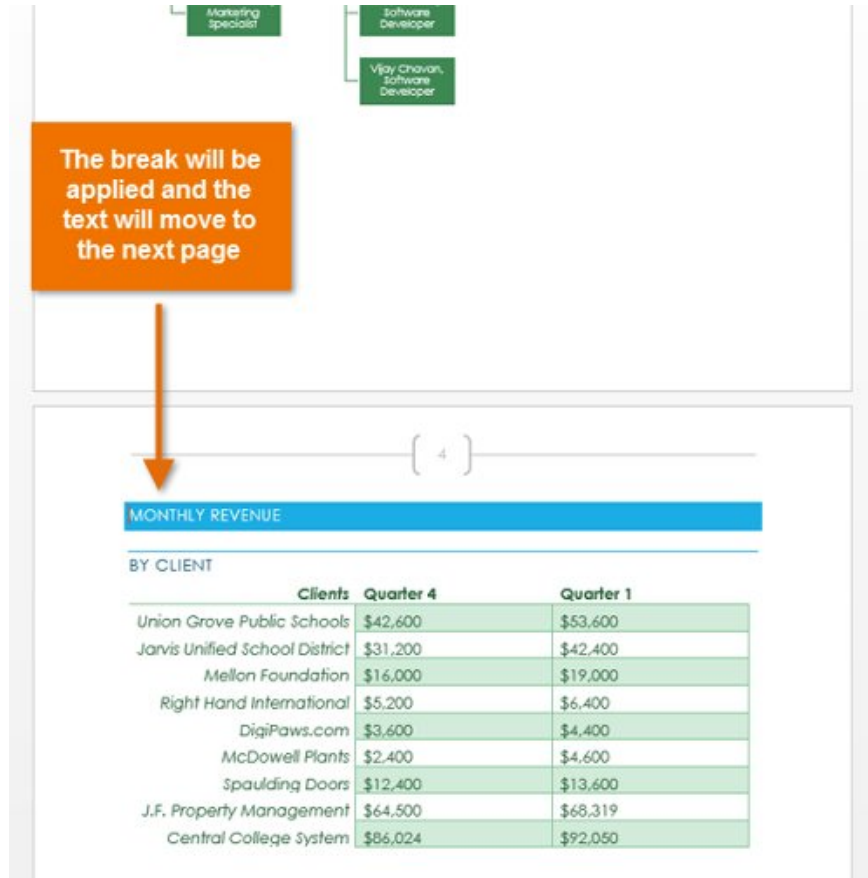 Marketing
Specialist
Software
Developer
Vijay Chavan,
Software
Developer
The break will be
applied and the
text will move to
the next page
4
MONTHLY REVENUE
BY CLIENT
Clients Quarter 4 Quarter 1
Union Grove Public Schools $42,600 $53,600
Jarvis Unified School District $31,200 $42,400
Mellon Foundation $16,000 $19,000
Right Hand International $5,200 $6,400
DigiPaws.com $3,600 $4,400
McDowell Plants $2,400 $4,600
Spaulding Doors $12,400 $13,600
J.F. Property Management $64,500 $68,319
Central College System $86,024 $92,050